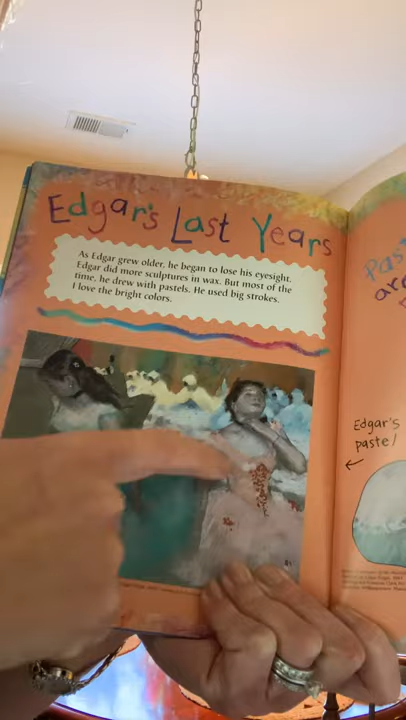 Edgar's Last Years
As Edgar grew older, he began to lose his eyesight.
Edgar did more sculptures in wax. But most of the
time, he drew with pastels. He used big strokes.
I love the bright colors.
Edgar's
paste!